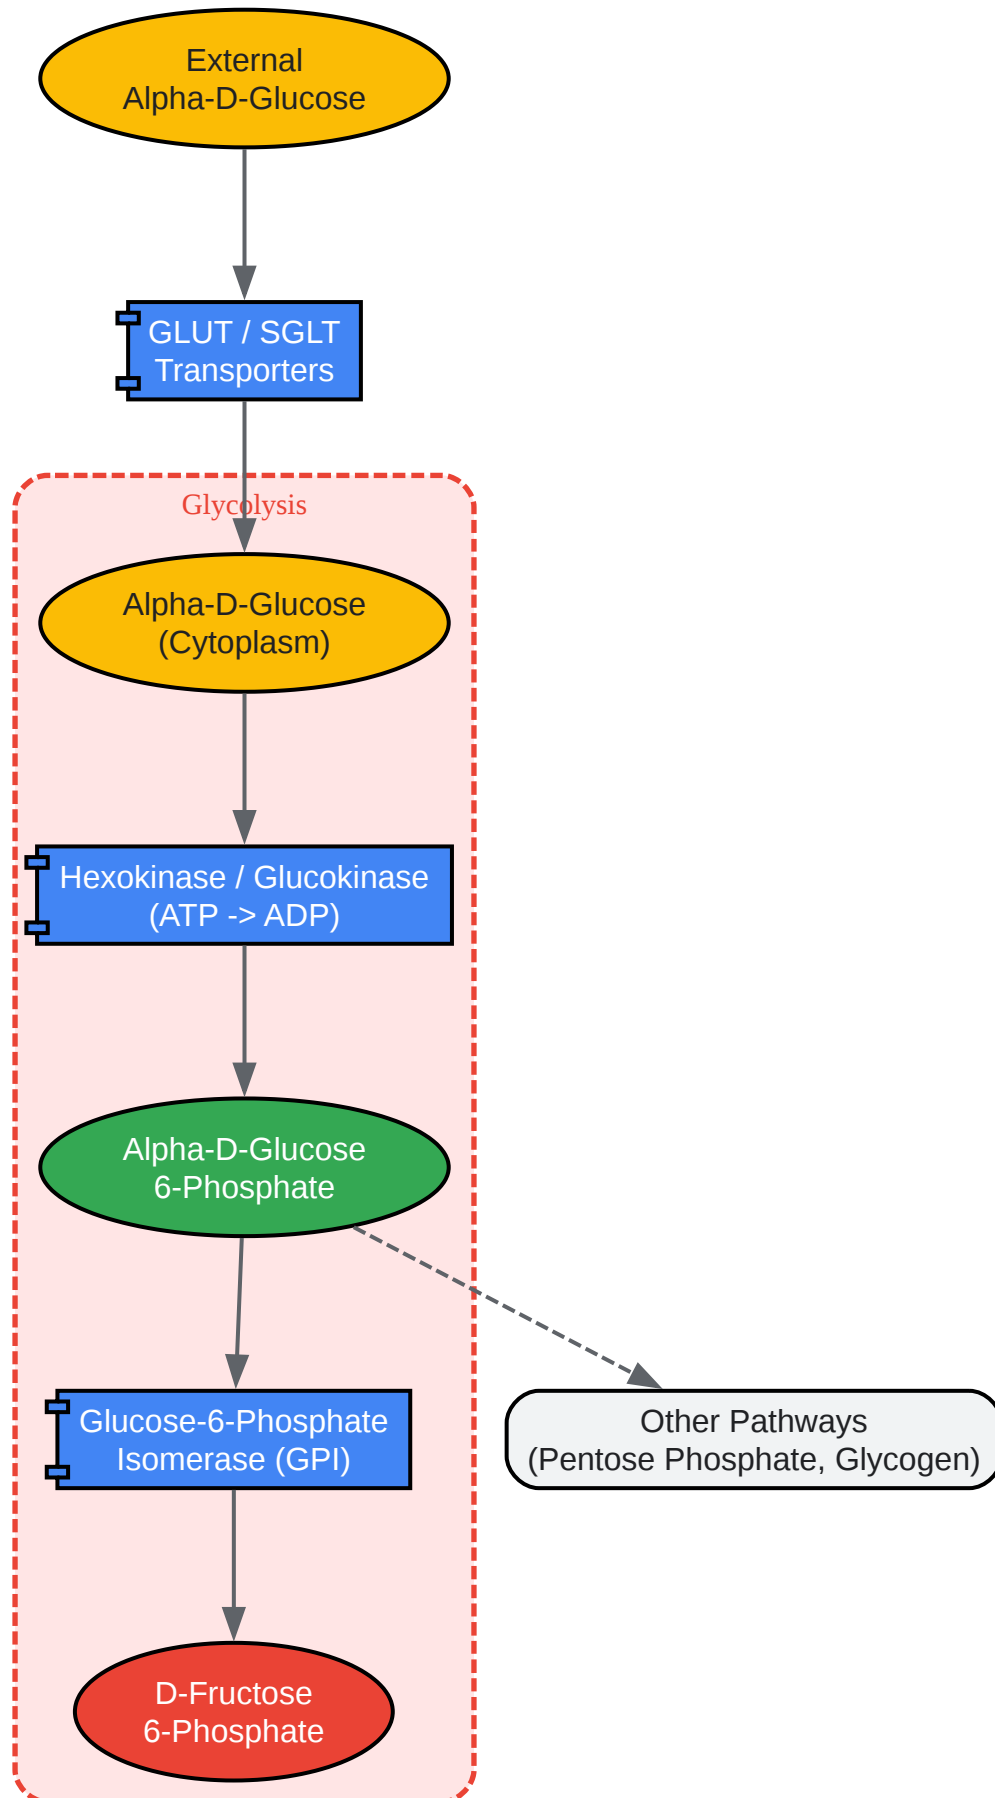 External
Alpha-D-Glucose
GLUT / SGLT
Transporters
Glycolysis
Alpha-D-Glucose
(Cytoplasm)
Hexokinase / Glucokinase
(ATP -> ADP)
Alpha-D-Glucose
6-Phosphate
Glucose-6-Phosphate
Isomerase (GPI)
Other Pathways
(Pentose Phosphate, Glycogen)
D-Fructose
6-Phosphate